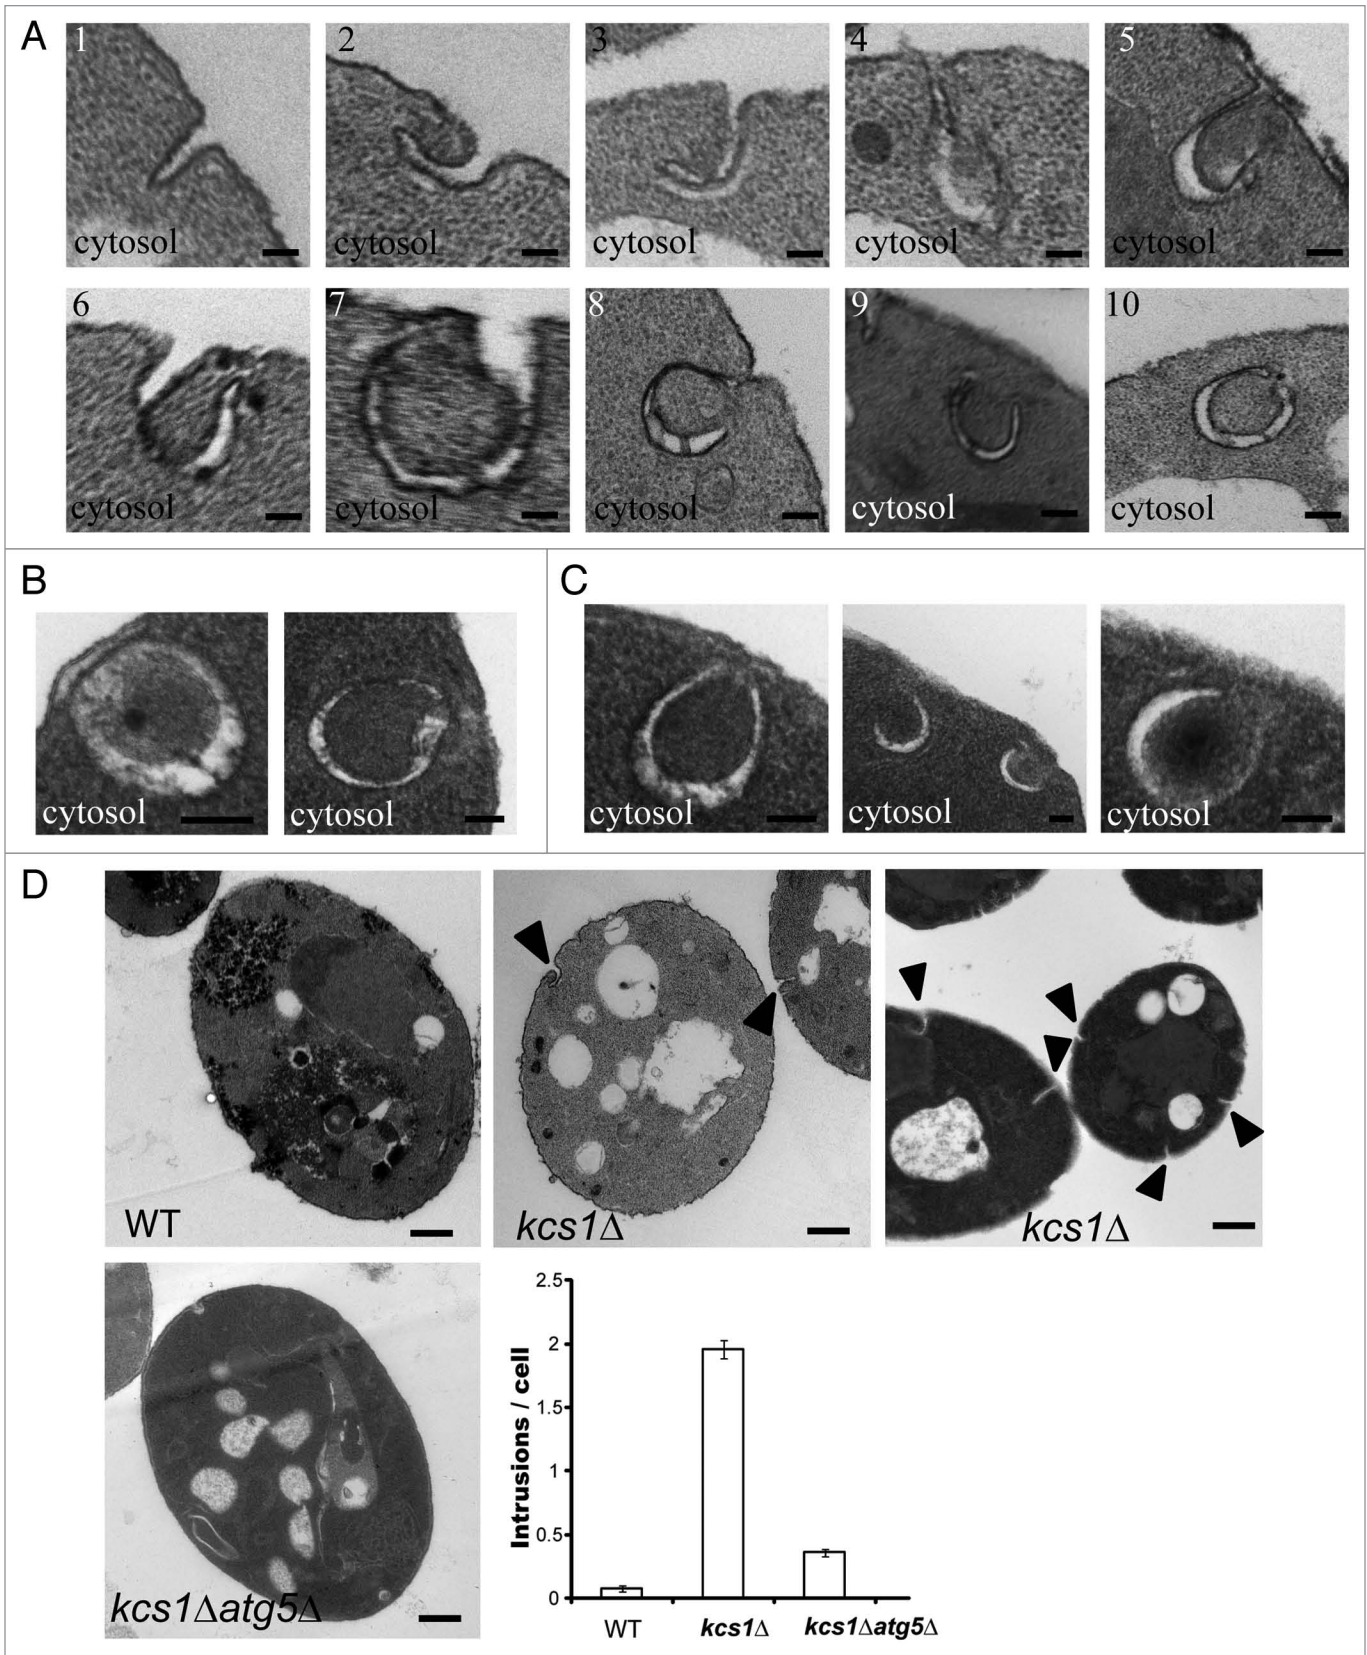 A
1
2
3
4
5
cytosol
cytosol
cytosol
cytosol
cytosol
6
7
8
9
10
cytosol
cytosol
cytosol
cytosol
cytosol
B
C
cytosol
cytosol
cytosol
cytosol
cytosol
D
WT
kcs1Δ
kcs1Δ
kcs1Δatg5Δ
Intrusions / cell
2.5
2
1.5
1
0.5
0
WT
kcs1Δ
kcs1Δatg5Δ